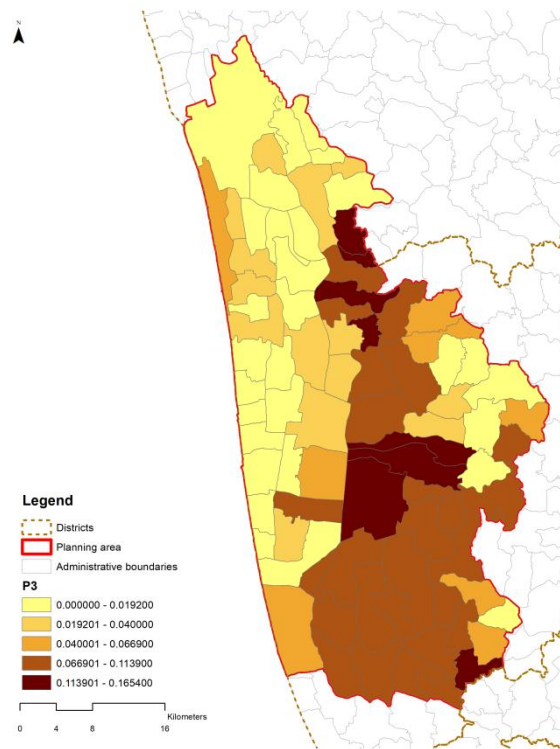 N
Legend
Districts
Planning area
Administrative boundaries
P3
0.000000 - 0.019200
0.019201 - 0.040000
0.040001 - 0.066900
0.066901 - 0.113900
0.113901 - 0.165400
Kilometers
0 4 8 16